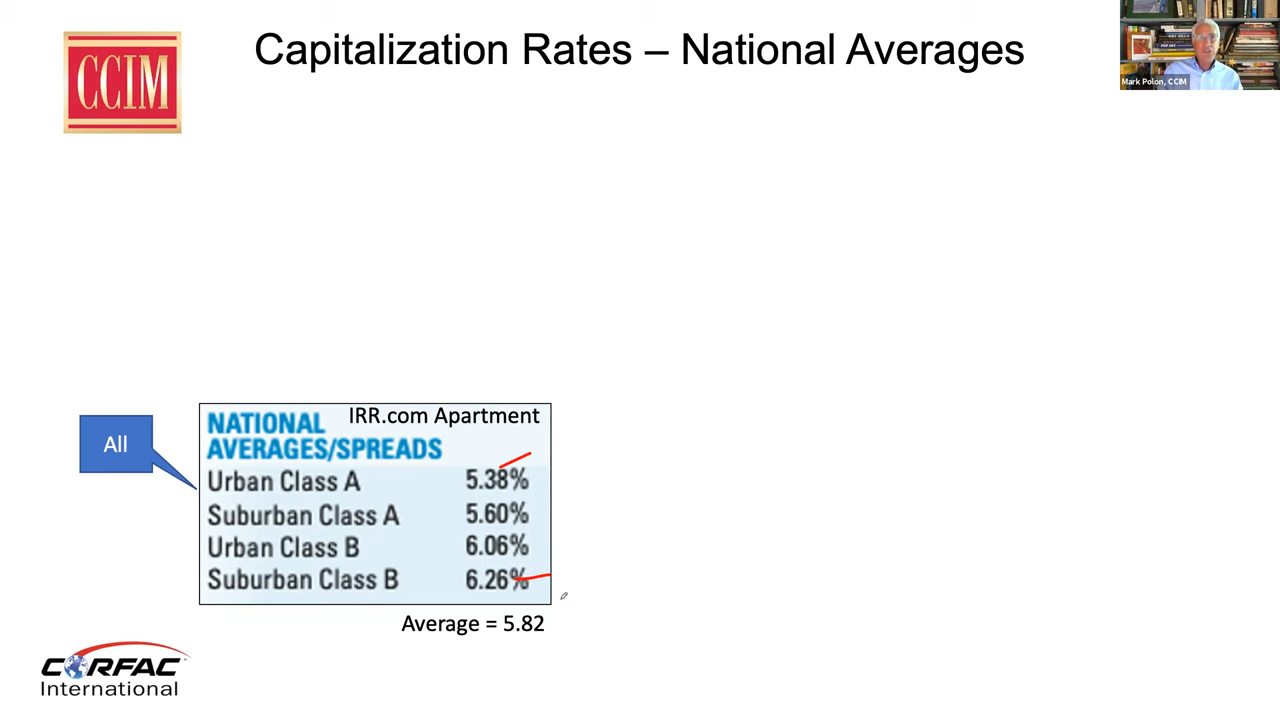 Capitalization Rates – National Averages
CCIM
Mark Polon, CCIM
IRR.com Apartment
NATIONAL
AVERAGES/SPREADS
All
Urban Class A 5.38%
Suburban Class A 5.60%
Urban Class B 6.06%
Suburban Class B 6.26%
Average = 5.82
CORFAC
International